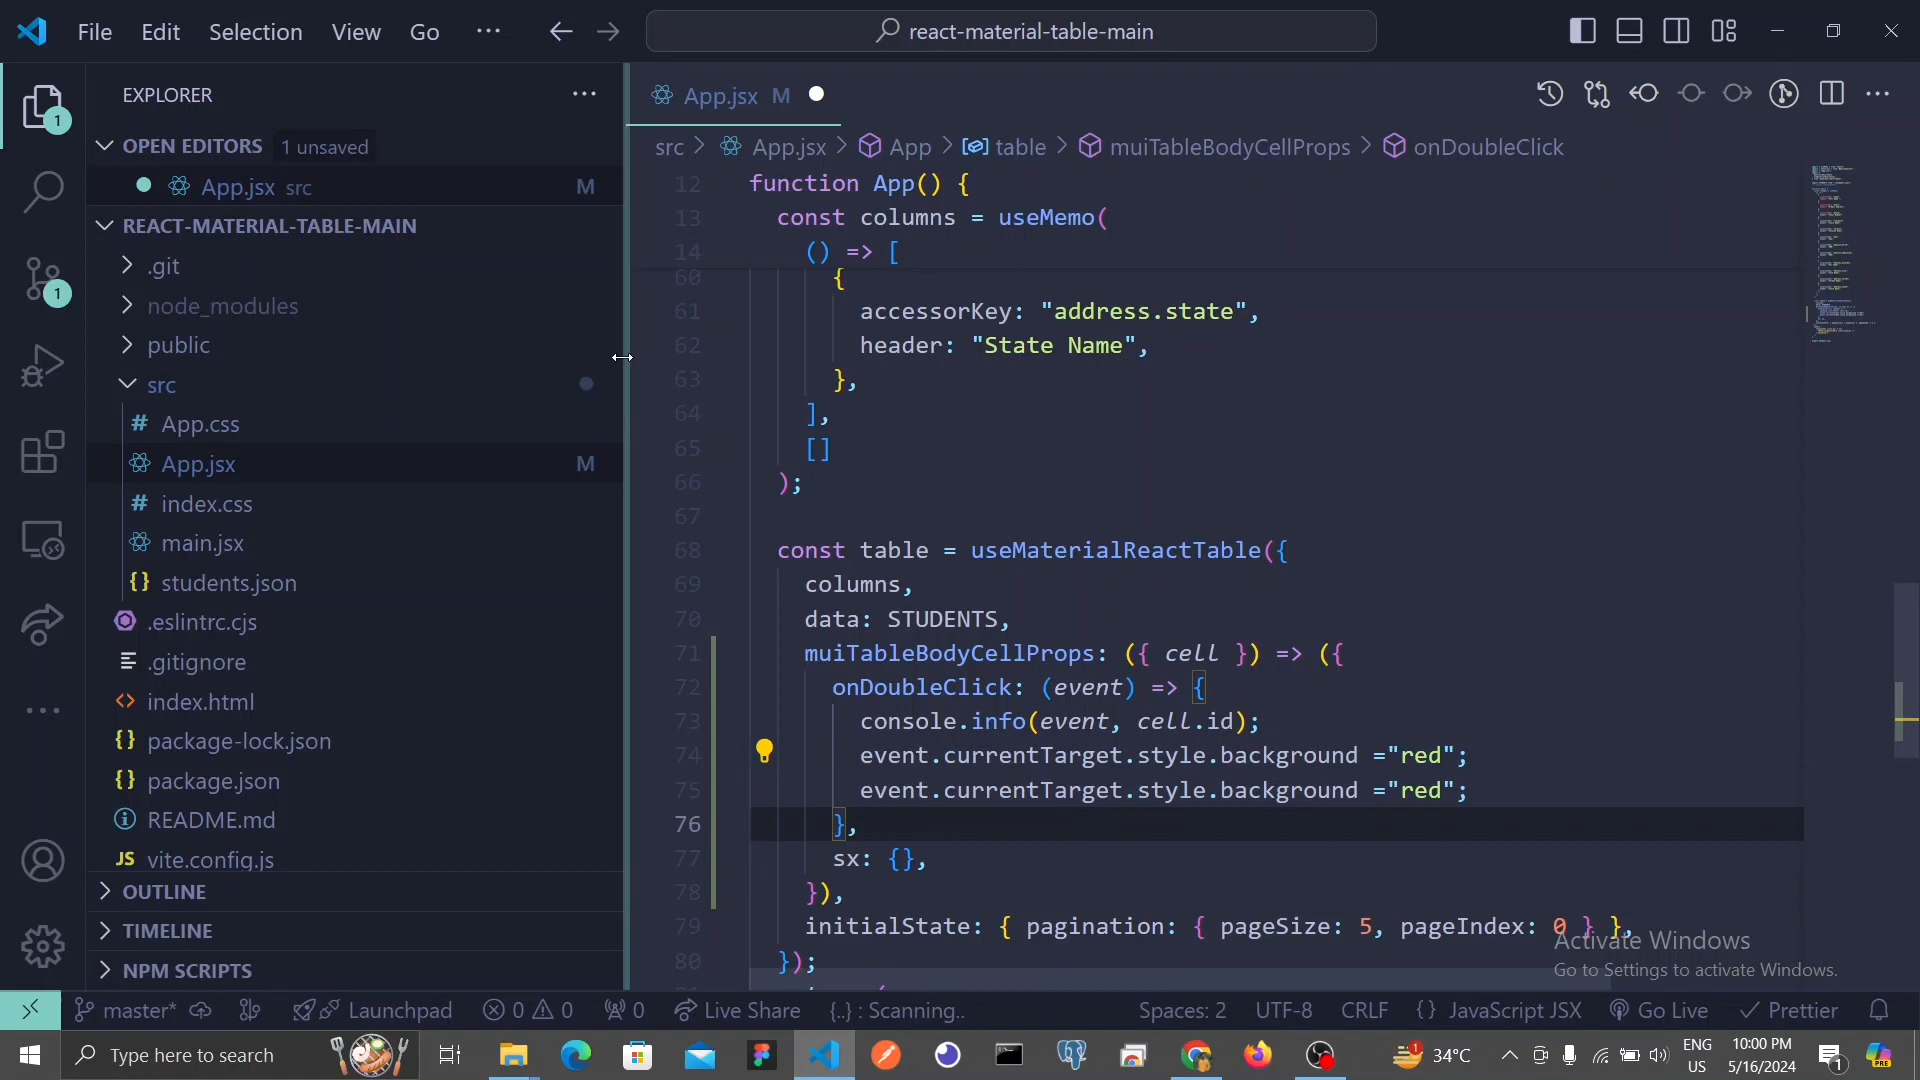 File Edit Selection View Go ··· react-material-table-main
EXPLORER
OPEN EDITORS 1 unsaved
App.jsx src M
REACT-MATERIAL-TABLE-MAIN
.git
node_modules
public
src
# App.css
App.jsx M
# index.css
main.jsx
{} students.json
.eslintrc.cjs
.gitignore
<> index.html
{} package-lock.json
{} package.json
README.md
JS vite.config.js
OUTLINE
TIMELINE
NPM SCRIPTS
1
1
App.jsx M
src > App.jsx > App > table > muiTableBodyCellProps > onDoubleClick
12 function App() {
13 const columns = useMemo(
14 () => [
60 {
61 accessorKey: "address.state",
62 header: "State Name",
63 },
64 ],
65 []
66 );
67
68 const table = useMaterialReactTable({
69 columns,
70 data: STUDENTS,
71 muiTableBodyCellProps: ({ cell }) => ({
72 onDoubleClick: (event) => {
73 console.info(event, cell.id);
74 event.currentTarget.style.background ="red";
75 event.currentTarget.style.background ="red";
76 },
77 sx: {},
78 }),
79 initialState: { pagination: { pageSize: 5, pageIndex: 0 } },
80 });
Activate Windows
Go to Settings to activate Windows.
master* Launchpad 0 0 0 Live Share {..} : Scanning.. Spaces: 2 UTF-8 CRLF {} JavaScript JSX Go Live Prettier
Type here to search 34°C ENG 10:00 PM
US 5/16/2024